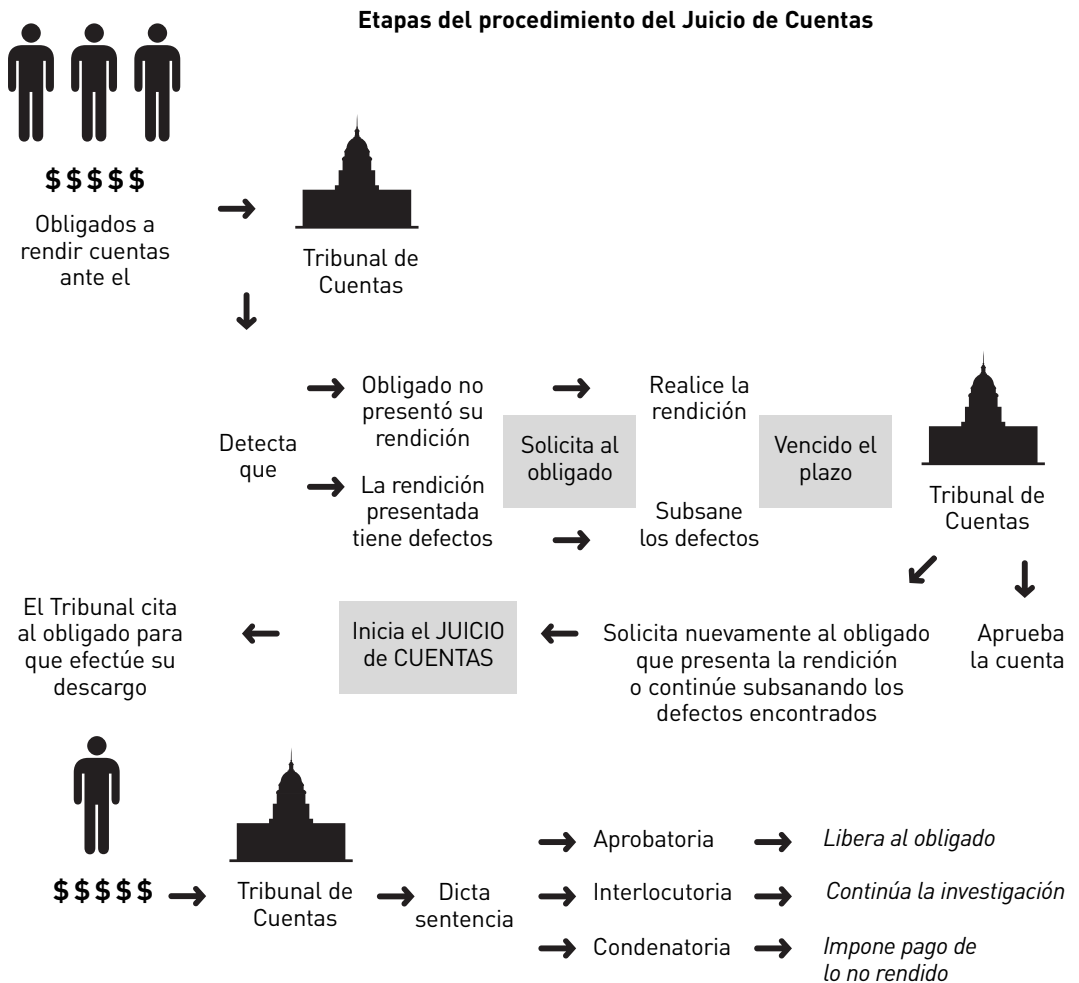 Etapas del procedimiento del Juicio de Cuentas
$$$$$
Obligados a
rendir cuentas
ante el
Tribunal de
Cuentas
Detecta
que
Obligado no
presentó su
rendición
La rendición
presentada
tiene defectos
Solicita al
obligado
Realice la
rendición
Subsane
los defectos
Vencido el
plazo
Tribunal de
Cuentas
Aprueba
la cuenta
Solicita nuevamente al obligado
que presenta la rendición
o continúe subsanando los
defectos encontrados
Inicia el JUICIO
de CUENTAS
El Tribunal cita
al obligado para
que efectúe su
descargo
$$$$$
Tribunal de
Cuentas
Dicta
sentencia
Aprobatoria
Libera al obligado
Interlocutoria
Continúa la investigación
Condenatoria
Impone pago de
lo no rendido